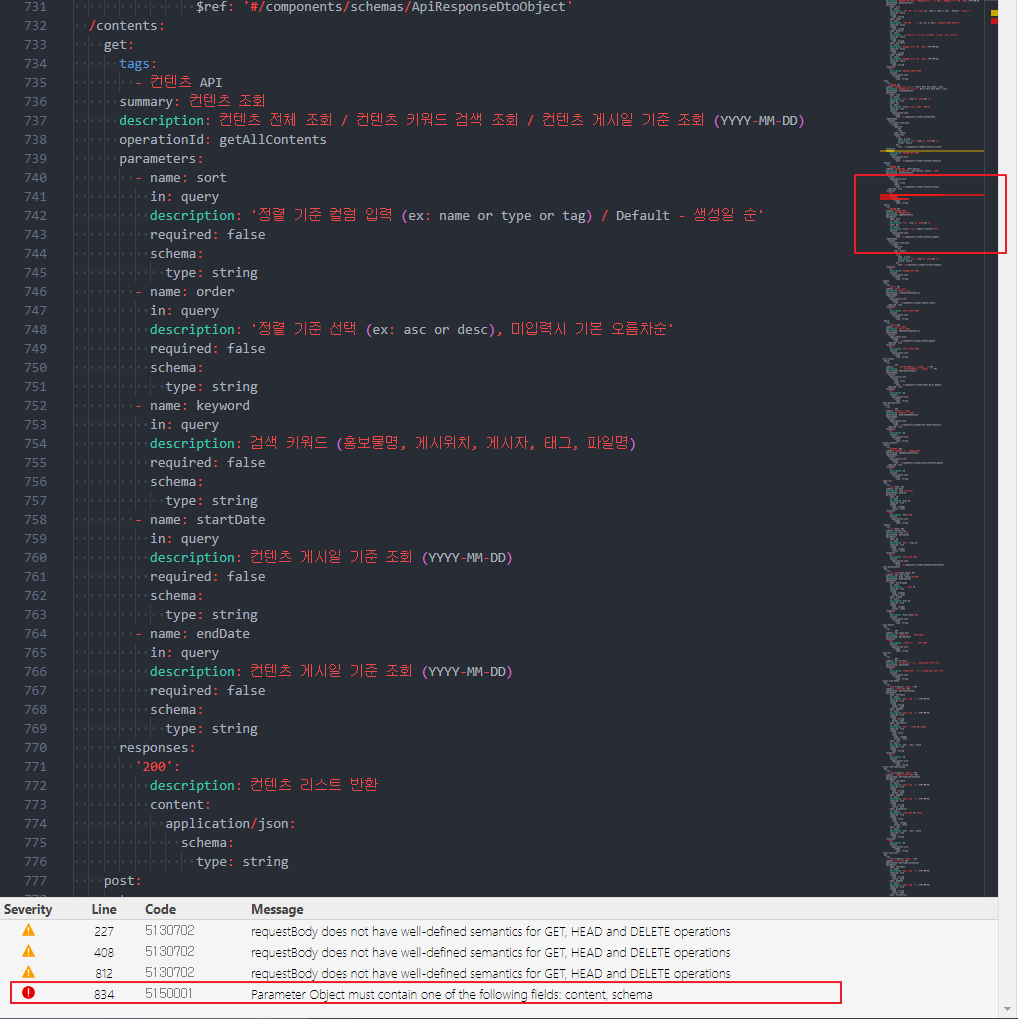 731 $ref: '#/components/schemas/ApiResponseDtoObject'
732 /contents:
733 get:
734 tags:
735 - 컨텐츠 API
736 summary: 컨텐츠 조회
737 description: 컨텐츠 전체 조회 / 컨텐츠 키워드 검색 조회 / 컨텐츠 게시일 기준 조회 (YYYY-MM-DD)
738 operationId: getAllContents
739 parameters:
740 - name: sort
741 in: query
742 description: '정렬 기준 컬럼 입력 (ex: name or type or tag) / Default - 생성일 순'
743 required: false
744 schema:
745 type: string
746 - name: order
747 in: query
748 description: '정렬 기준 선택 (ex: asc or desc), 미입력시 기본 오름차순'
749 required: false
750 schema:
751 type: string
752 - name: keyword
753 in: query
754 description: 검색 키워드 (홍보물명, 게시위치, 게시자, 태그, 파일명)
755 required: false
756 schema:
757 type: string
758 - name: startDate
759 in: query
760 description: 컨텐츠 게시일 기준 조회 (YYYY-MM-DD)
761 required: false
762 schema:
763 type: string
764 - name: endDate
765 in: query
766 description: 컨텐츠 게시일 기준 조회 (YYYY-MM-DD)
767 required: false
768 schema:
769 type: string
770 responses:
771 '200':
772 description: 컨텐츠 리스트 반환
773 content:
774 application/json:
775 schema:
776 type: string
777 post:
Severity Line Code Message
227 5130702 requestBody does not have well-defined semantics for GET, HEAD and DELETE operations
408 5130702 requestBody does not have well-defined semantics for GET, HEAD and DELETE operations
812 5130702 requestBody does not have well-defined semantics for GET, HEAD and DELETE operations
834 5150001 Parameter Object must contain one of the following fields: content, schema